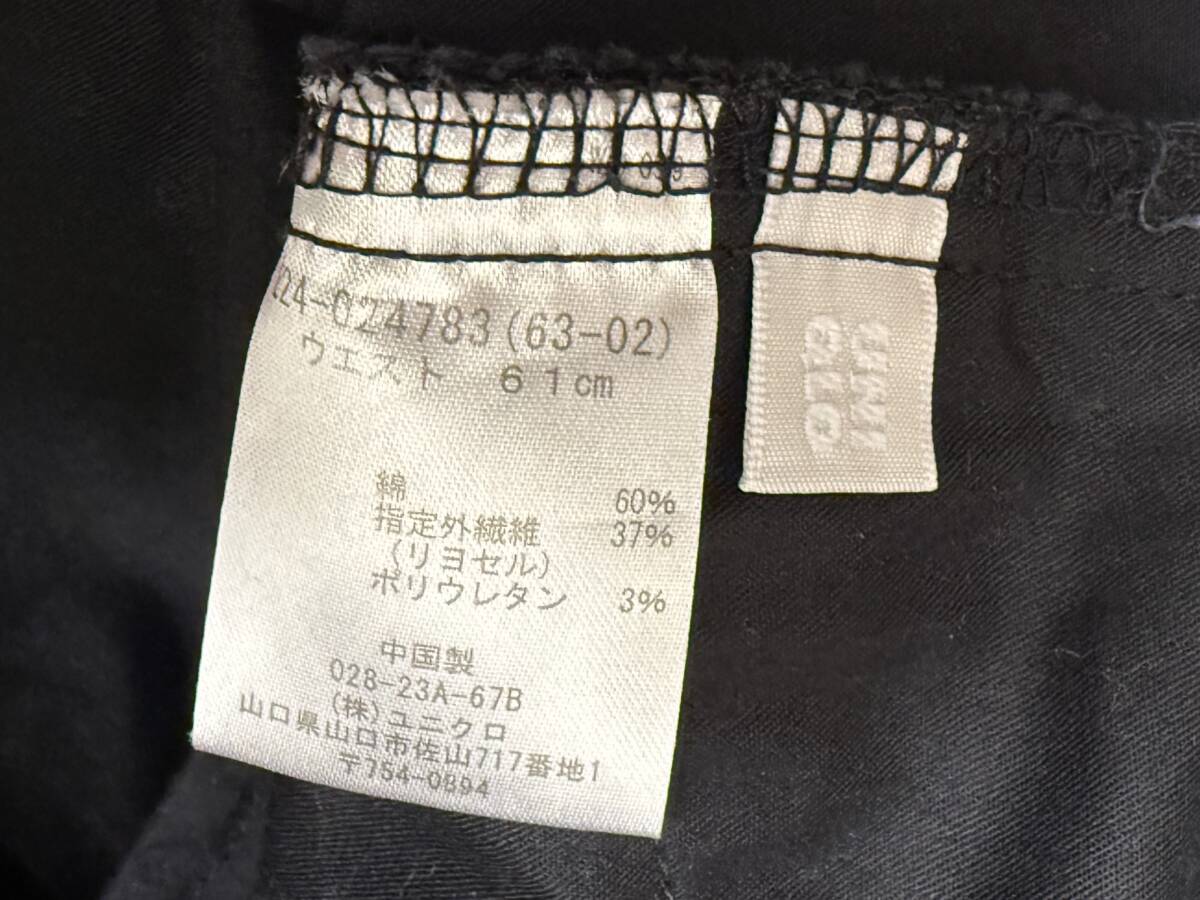 24-024783(63-02)
ウエスト 61cm
綿 60%
指定外繊維 37%
(リヨセル)
ポリウレタン 3%
中国製
028-23A-67B
(株)ユニクロ
山口県山口市佐山717番地1
〒754-0894